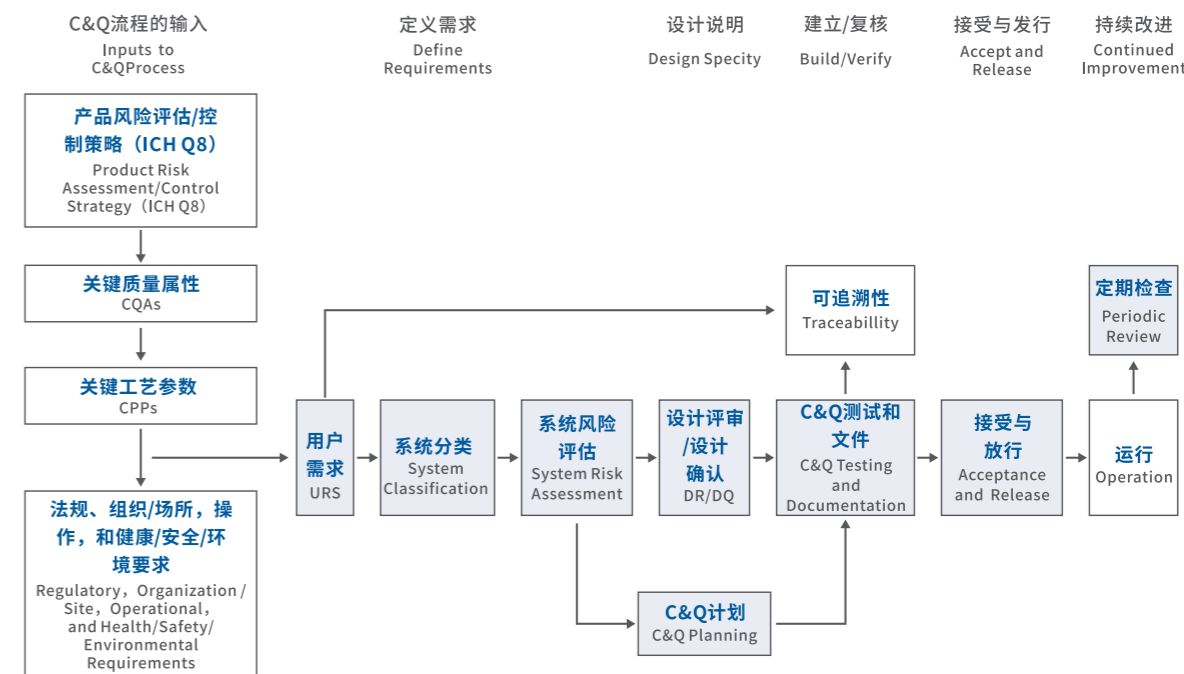 C&Q流程的输入
Inputs to
C&QProcess
定义需求
Define
Requirements
设计说明
Design Specity
建立/复核
Build/Verify
接受与发行
Accept and
Release
持续改进
Continued
Improvement
产品风险评估/控
制策略（ICH Q8）
Product Risk
Assessment/Control
Strategy（ICH Q8）
关键质量属性
CQAs
关键工艺参数
CPPs
法规、组织/场所，操
作，和健康/安全/环
境要求
Regulatory，Organization /
Site，Operational，
and Health/Safety/
Environmental
Requirements
用户
需求
URS
系统分类
System
Classification
系统风险
评估
System Risk
Assessment
设计评审
/设计
确认
DR/DQ
C&Q计划
C&Q Planning
可追溯性
Traceabillity
C&Q测试和
文件
C&Q Testing
and
Documentation
接受与
放行
Acceptance
and Release
定期检查
Periodic
Review
运行
Operation